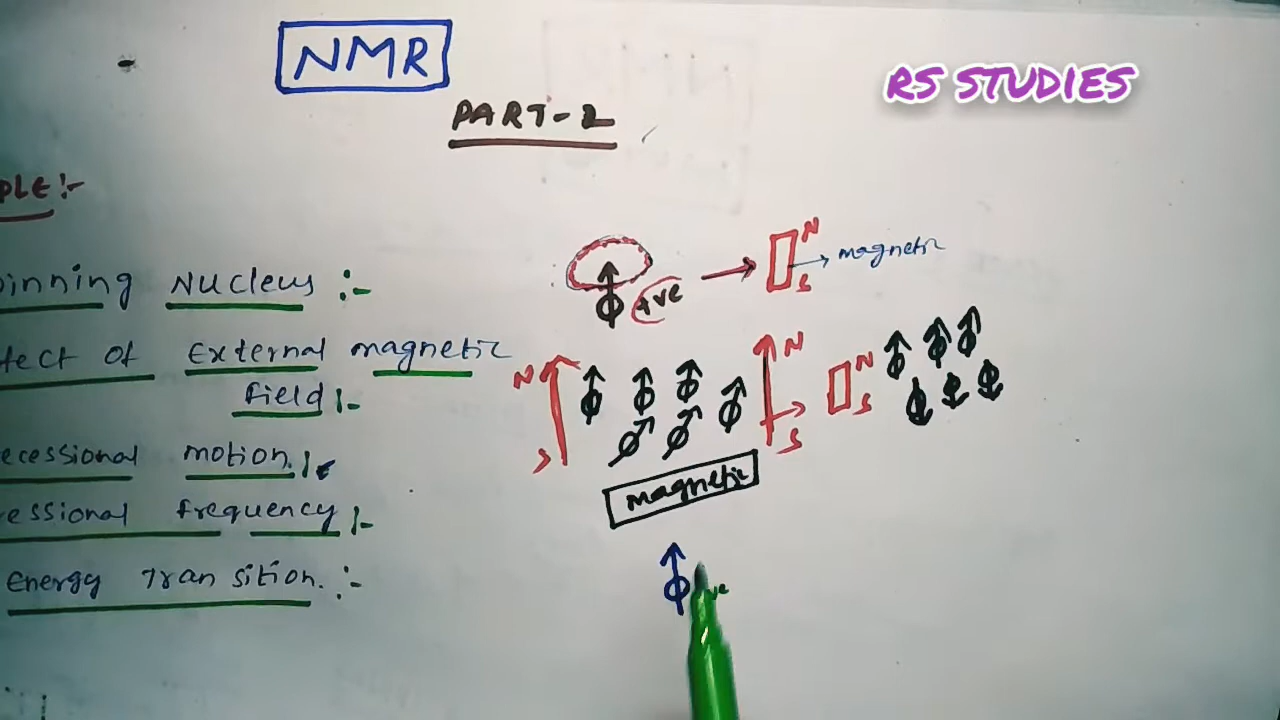 NMR
RS STUDIES
PART-2
PLE:-
inning Nucleus :-
fect of External magnetic
field:-
ecessional motion.
essional frequency:-
energy Transition. :-
+ve
N
S
magnetic
N
N
S
N
S
magnetic